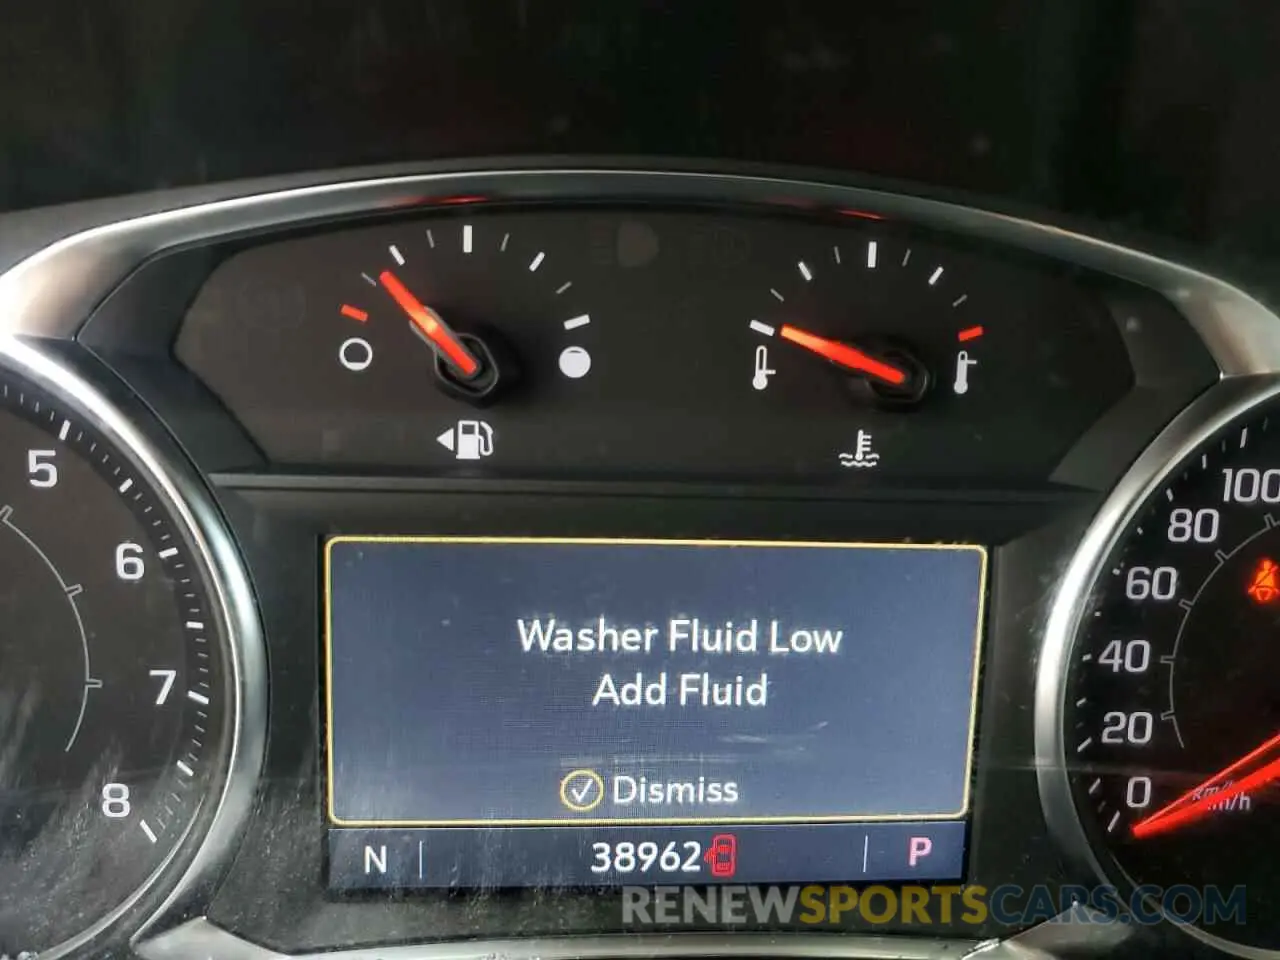 5
6
7
8
100
80
60
40
20
0
km/h
Washer Fluid Low
Add Fluid
Dismiss
N 38962 P
RENEWSPORTSCARS.COM